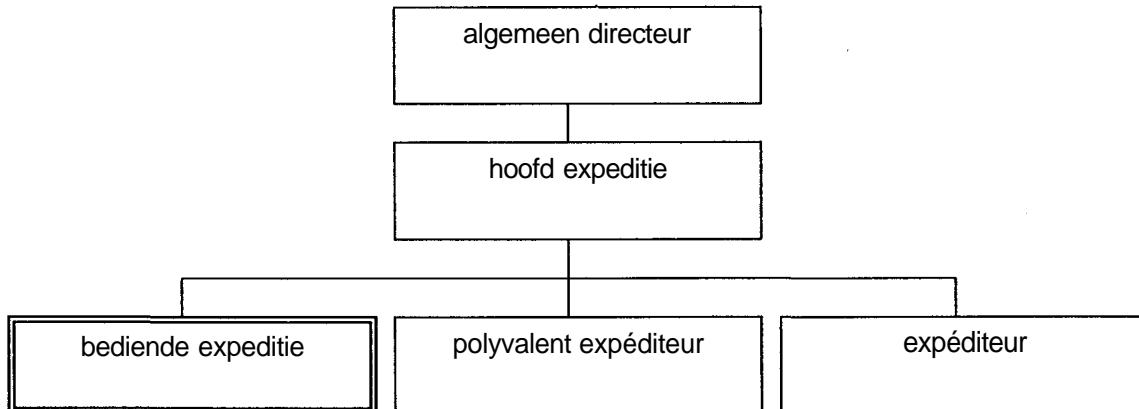 algemeen directeur
hoofd expeditie
bediende expeditie
polyvalent expéditeur
expéditeur